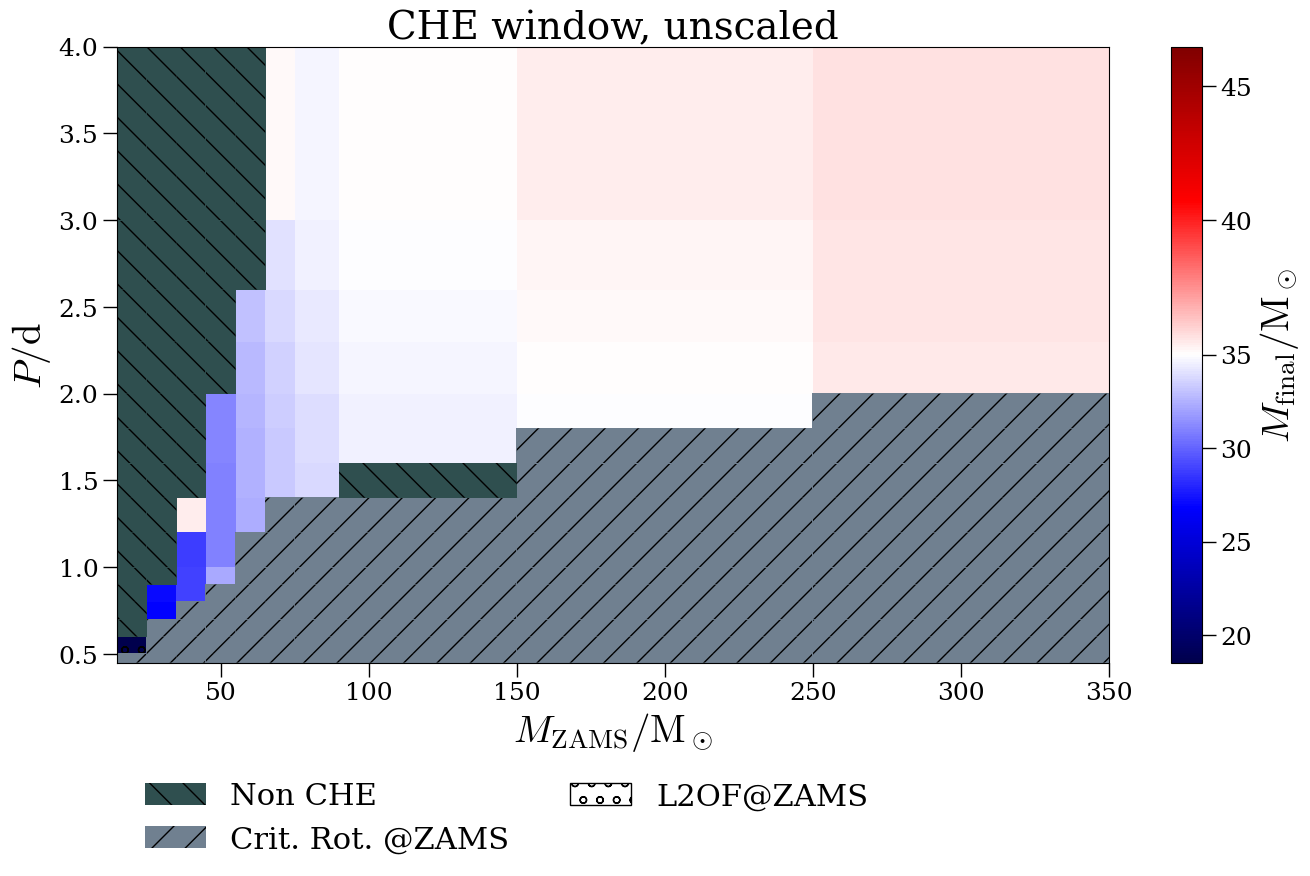 CHE window, unscaled
4.0
3.5
3.0
2.5
2.0
1.5
1.0
0.5
P/d
50 100 150 200 250 300 350
M_ZAMS/M_⊙
45
40
35
30
25
20
M_final/M_⊙
Non CHE
Crit. Rot. @ZAMS
L2OF@ZAMS